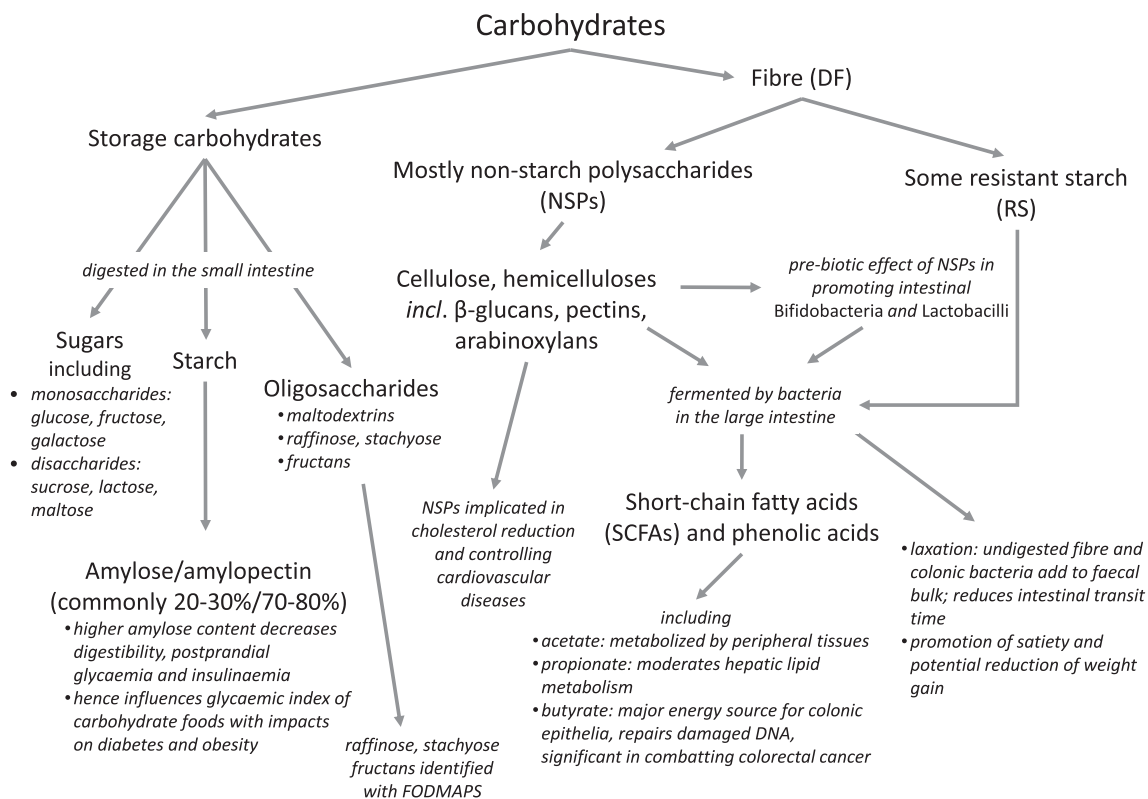 Carbohydrates
Fibre (DF)
Storage carbohydrates
Mostly non-starch polysaccharides
(NSPs)
Some resistant starch
(RS)
digested in the small intestine
Cellulose, hemicelluloses
incl. β-glucans, pectins,
arabinoxylans
pre-biotic effect of NSPs in
promoting intestinal
Bifidobacteria and Lactobacilli
Sugars
including
• monosaccharides:
glucose, fructose,
galactose
• disaccharides:
sucrose, lactose,
maltose
Starch
Oligosaccharides
• maltodextrins
• raffinose, stachyose
• fructans
fermented by bacteria
in the large intestine
NSPs implicated in
cholesterol reduction
and controlling
cardiovascular
diseases
Short-chain fatty acids
(SCFAs) and phenolic acids
• laxation: undigested fibre and
colonic bacteria add to faecal
bulk; reduces intestinal transit
time
• promotion of satiety and
potential reduction of weight
gain
Amylose/amylopectin
(commonly 20-30%/70-80%)
• higher amylose content decreases
digestibility, postprandial
glycaemia and insulinaemia
• hence influences glycaemic index of
carbohydrate foods with impacts
on diabetes and obesity
including
• acetate: metabolized by peripheral tissues
• propionate: moderates hepatic lipid
metabolism
• butyrate: major energy source for colonic
epithelia, repairs damaged DNA,
significant in combatting colorectal cancer
raffinose, stachyose
fructans identified
with FODMAPS